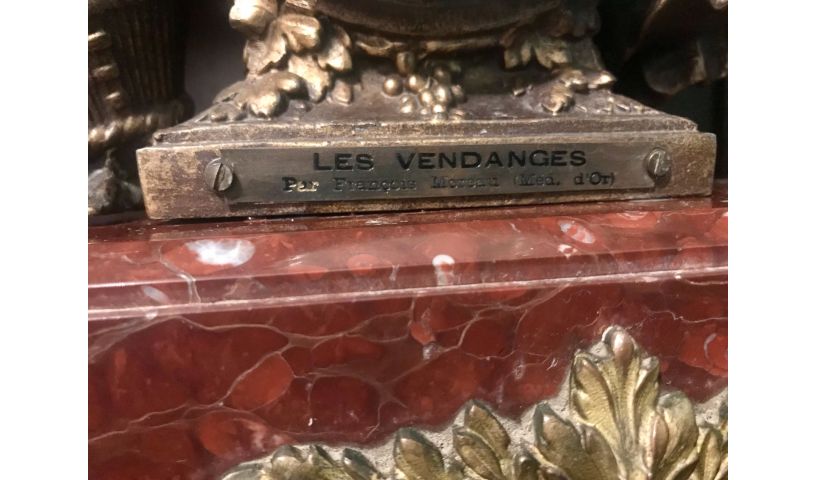 LES VENDANGES
Par François Moreau (Méd. d'Or)